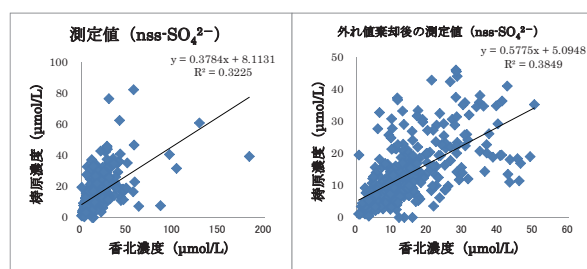 測定値（nss-SO₄²⁻）
y = 0.3784x + 8.1131
R² = 0.3225
梼原濃度（μmol/L）
100
80
60
40
20
0
0 50 100 150 200
香北濃度（μmol/L）
外れ値棄却後の測定値（nss-SO₄²⁻）
y = 0.5775x + 5.0948
R² = 0.3849
梼原濃度（μmol/L）
50
40
30
20
10
0
0 10 20 30 40 50 60
香北濃度（μmol/L）